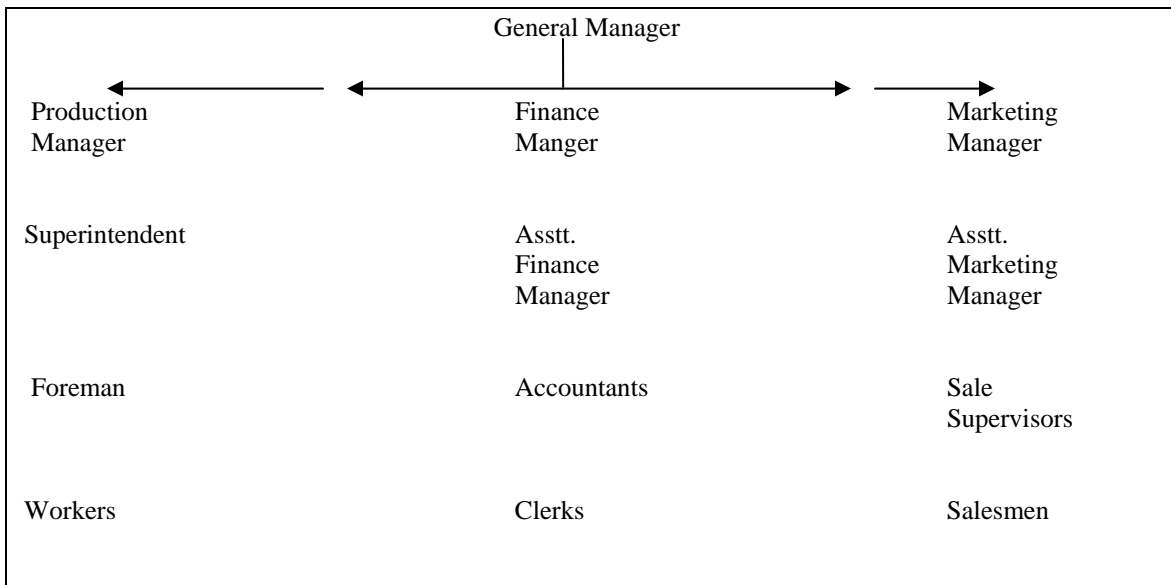 General Manager
Production Finance Marketing
Manager Manger Manager
Superintendent Asstt. Asstt.
Finance Marketing
Manager Manager
Foreman Accountants Sale
Supervisors
Workers Clerks Salesmen